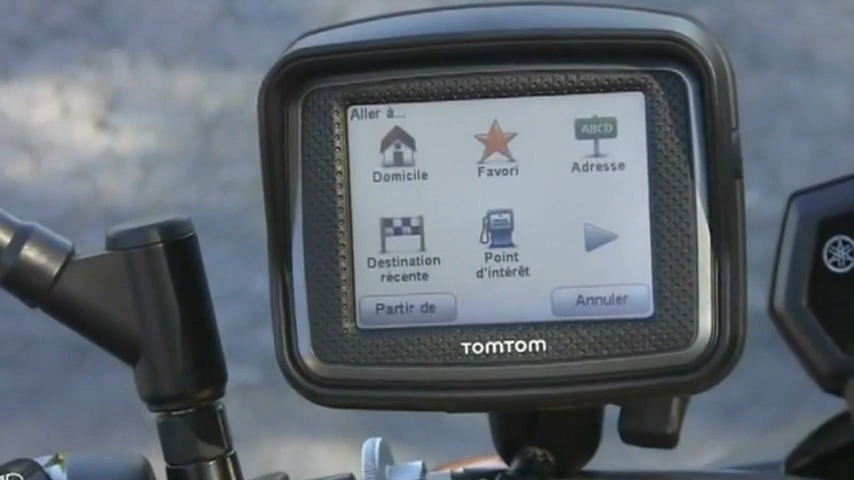 Aller à...
ABCD
Domicile
Favori
Adresse
Destination
récente
Point
d'intérêt
Partir de
Annuler
TOMTOM